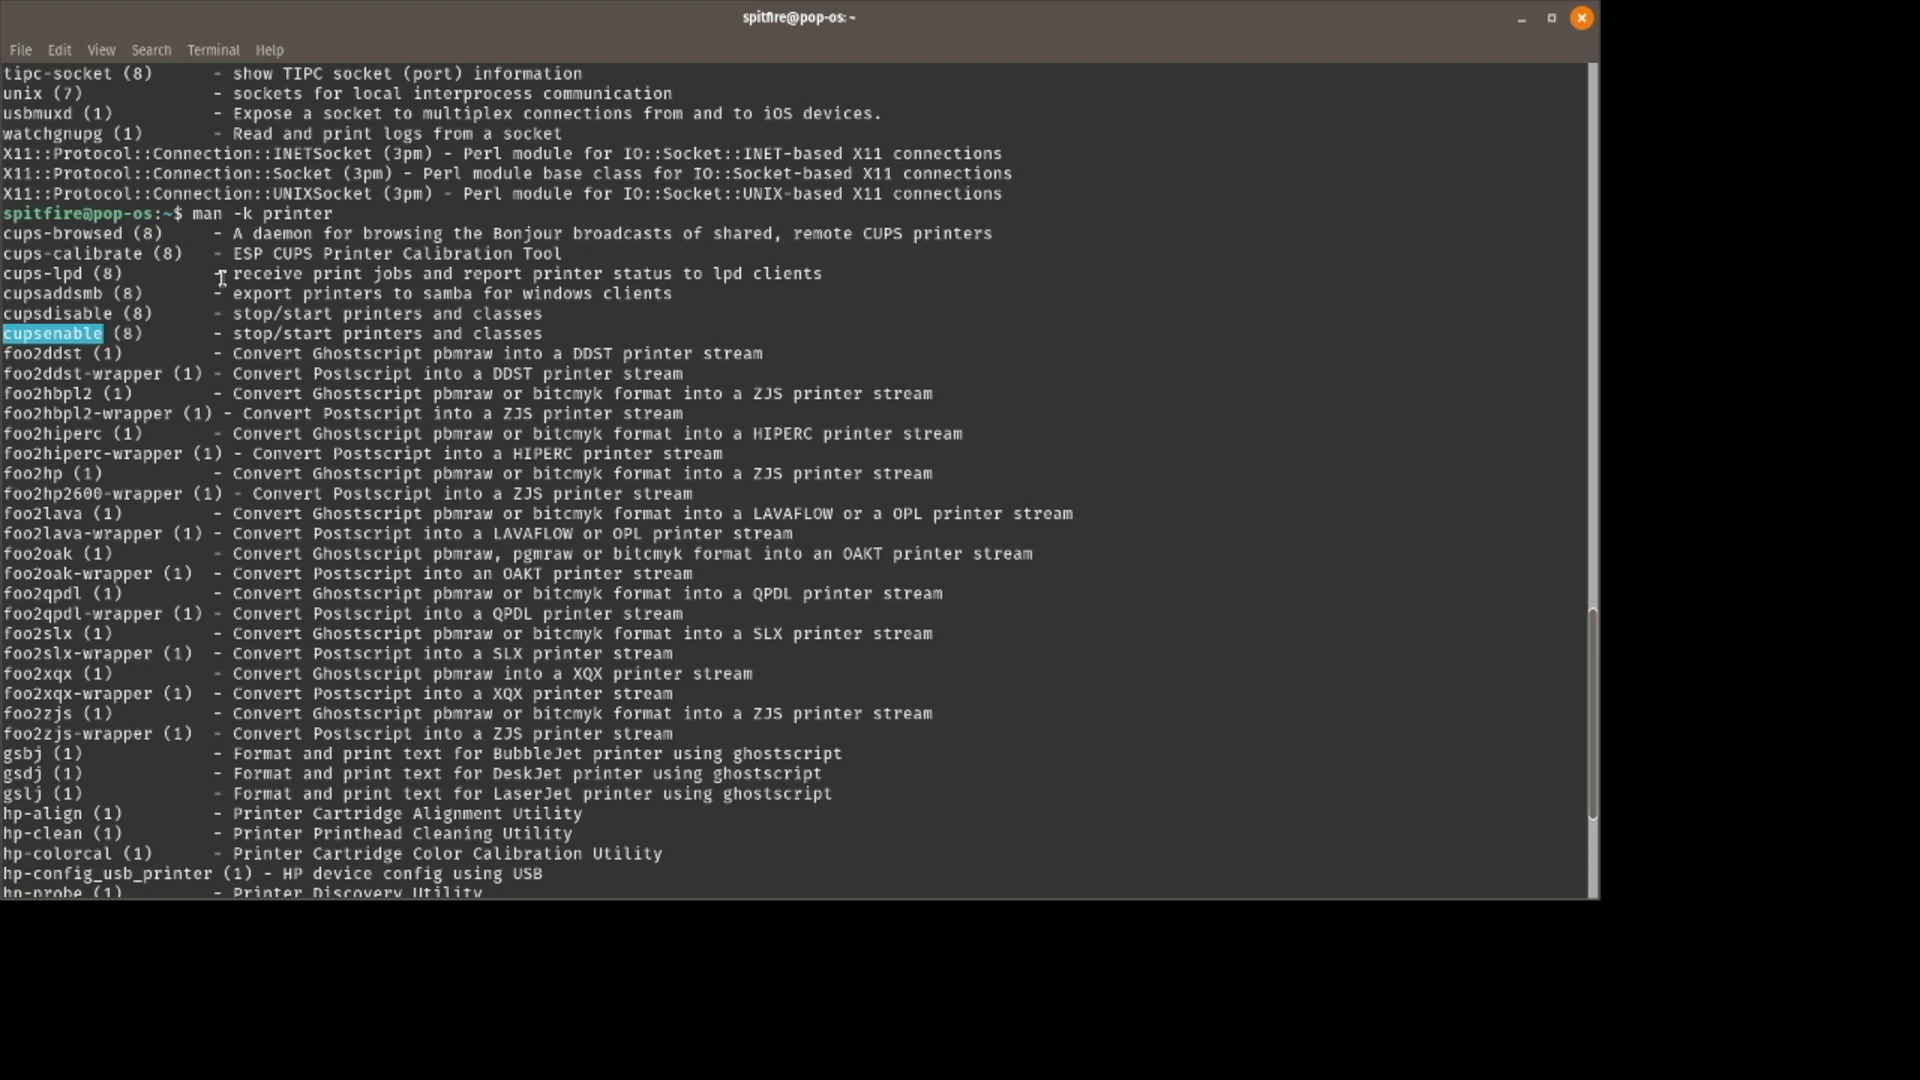 spitfire@pop-os: ~
File Edit View Search Terminal Help
tipc-socket (8)      - show TIPC socket (port) information
unix (7)             - sockets for local interprocess communication
usbmuxd (1)          - Expose a socket to multiplex connections from and to iOS devices.
watchgnupg (1)       - Read and print logs from a socket
X11::Protocol::Connection::INETSocket (3pm) - Perl module for IO::Socket::INET-based X11 connections
X11::Protocol::Connection::Socket (3pm) - Perl module base class for IO::Socket-based X11 connections
X11::Protocol::Connection::UNIXSocket (3pm) - Perl module for IO::Socket::UNIX-based X11 connections
spitfire@pop-os:~$ man -k printer
cups-browsed (8)     - A daemon for browsing the Bonjour broadcasts of shared, remote CUPS printers
cups-calibrate (8)   - ESP CUPS Printer Calibration Tool
cups-lpd (8)         - receive print jobs and report printer status to lpd clients
cupsaddsmb (8)       - export printers to samba for windows clients
cupsdisable (8)      - stop/start printers and classes
cupsenable (8)       - stop/start printers and classes
foo2ddst (1)         - Convert Ghostscript pbmraw into a DDST printer stream
foo2ddst-wrapper (1) - Convert Postscript into a DDST printer stream
foo2hbpl2 (1)        - Convert Ghostscript pbmraw or bitcmyk format into a ZJS printer stream
foo2hbpl2-wrapper (1) - Convert Postscript into a ZJS printer stream
foo2hiperc (1)       - Convert Ghostscript pbmraw or bitcmyk format into a HIPERC printer stream
foo2hiperc-wrapper (1) - Convert Postscript into a HIPERC printer stream
foo2hp (1)           - Convert Ghostscript pbmraw or bitcmyk format into a ZJS printer stream
foo2hp2600-wrapper (1) - Convert Postscript into a ZJS printer stream
foo2lava (1)         - Convert Ghostscript pbmraw or bitcmyk format into a LAVAFLOW or a OPL printer stream
foo2lava-wrapper (1) - Convert Postscript into a LAVAFLOW or OPL printer stream
foo2oak (1)          - Convert Ghostscript pbmraw, pgmraw or bitcmyk format into an OAKT printer stream
foo2oak-wrapper (1)  - Convert Postscript into an OAKT printer stream
foo2qpdl (1)         - Convert Ghostscript pbmraw or bitcmyk format into a QPDL printer stream
foo2qpdl-wrapper (1) - Convert Postscript into a QPDL printer stream
foo2slx (1)          - Convert Ghostscript pbmraw or bitcmyk format into a SLX printer stream
foo2slx-wrapper (1)  - Convert Postscript into a SLX printer stream
foo2xqx (1)          - Convert Ghostscript pbmraw into a XQX printer stream
foo2xqx-wrapper (1)  - Convert Postscript into a XQX printer stream
foo2zjs (1)          - Convert Ghostscript pbmraw or bitcmyk format into a ZJS printer stream
foo2zjs-wrapper (1)  - Convert Postscript into a ZJS printer stream
gsbj (1)             - Format and print text for BubbleJet printer using ghostscript
gsdj (1)             - Format and print text for DeskJet printer using ghostscript
gslj (1)             - Format and print text for LaserJet printer using ghostscript
hp-align (1)         - Printer Cartridge Alignment Utility
hp-clean (1)         - Printer Printhead Cleaning Utility
hp-colorcal (1)      - Printer Cartridge Color Calibration Utility
hp-config_usb_printer (1) - HP device config using USB
hp-probe (1)         - Printer Discovery Utility